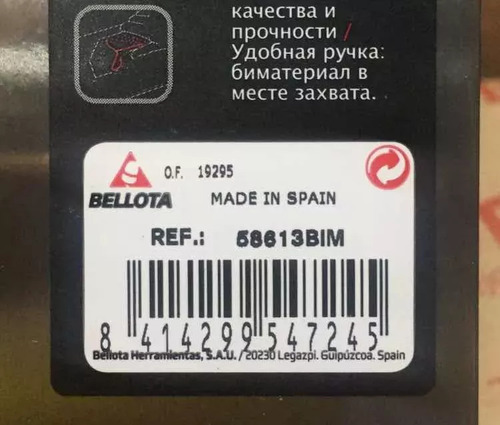 качества и
прочности /
Удобная ручка:
биматериал в
месте захвата.
O.F. 19295
BELLOTA
MADE IN SPAIN
REF.: 58613BIM
8 414299 547245
Bellota Herramientas, S.A.U. / 20230 Legazpi. Guipúzcoa. Spain